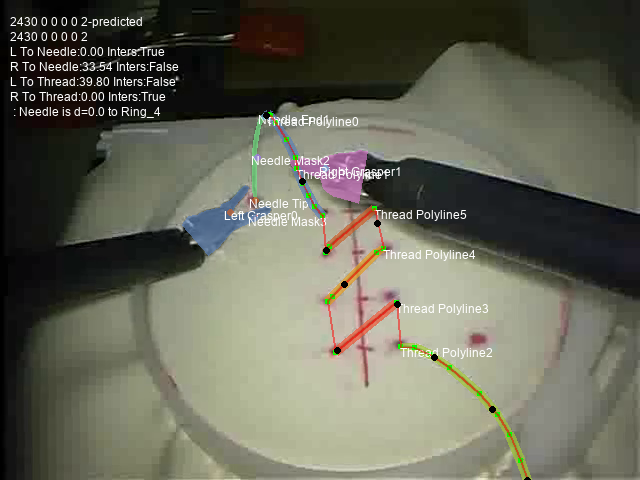 2430 0 0 0 0 2-predicted
2430 0 0 0 0 2
L To Needle:0.00 Inters:True
R To Needle:33.54 Inters:False
L To Thread:39.80 Inters:False
R To Thread:0.00 Inters:True
: Needle is d=0.0 to Ring_4
Thread Polyline0
Needle Mask2
Right Grasper1
Needle Tip
Left Grasper0
Thread Polyline5
Thread Polyline4
Thread Polyline3
Thread Polyline2